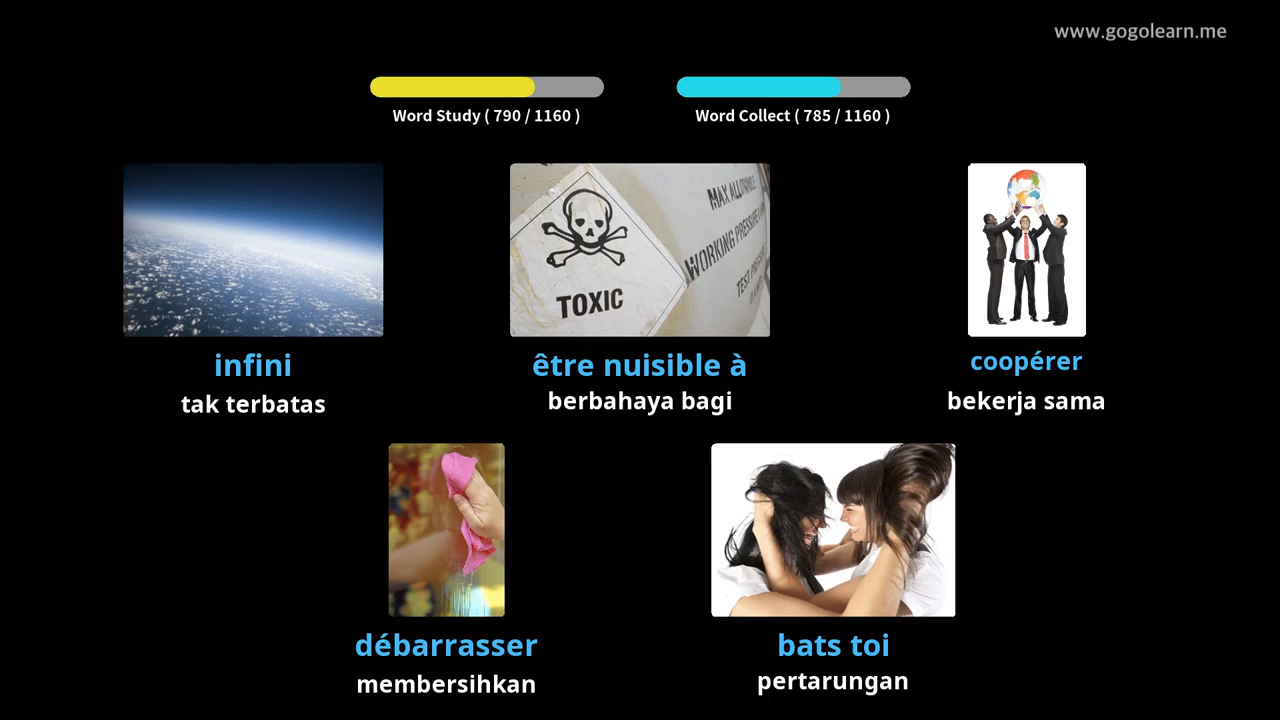 www.gogolearn.me
Word Study ( 790 / 1160 )
Word Collect ( 785 / 1160 )
TOXIC
MAX ALLOWABLE
WORKING PRESSURE
TEST
infini
être nuisible à
coopérer
tak terbatas
berbahaya bagi
bekerja sama
débarrasser
bats toi
membersihkan
pertarungan